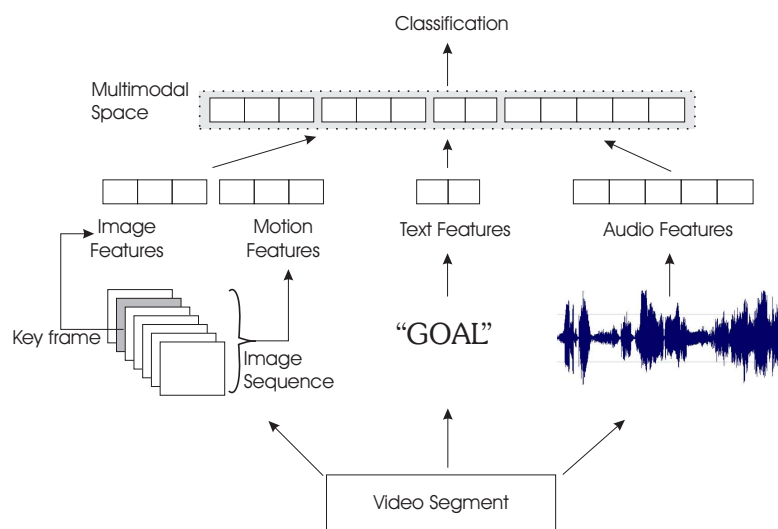 Classification
Multimodal
Space
Image
Features
Motion
Features
Text Features
Audio Features
Key frame
Image
Sequence
“GOAL”
Video Segment